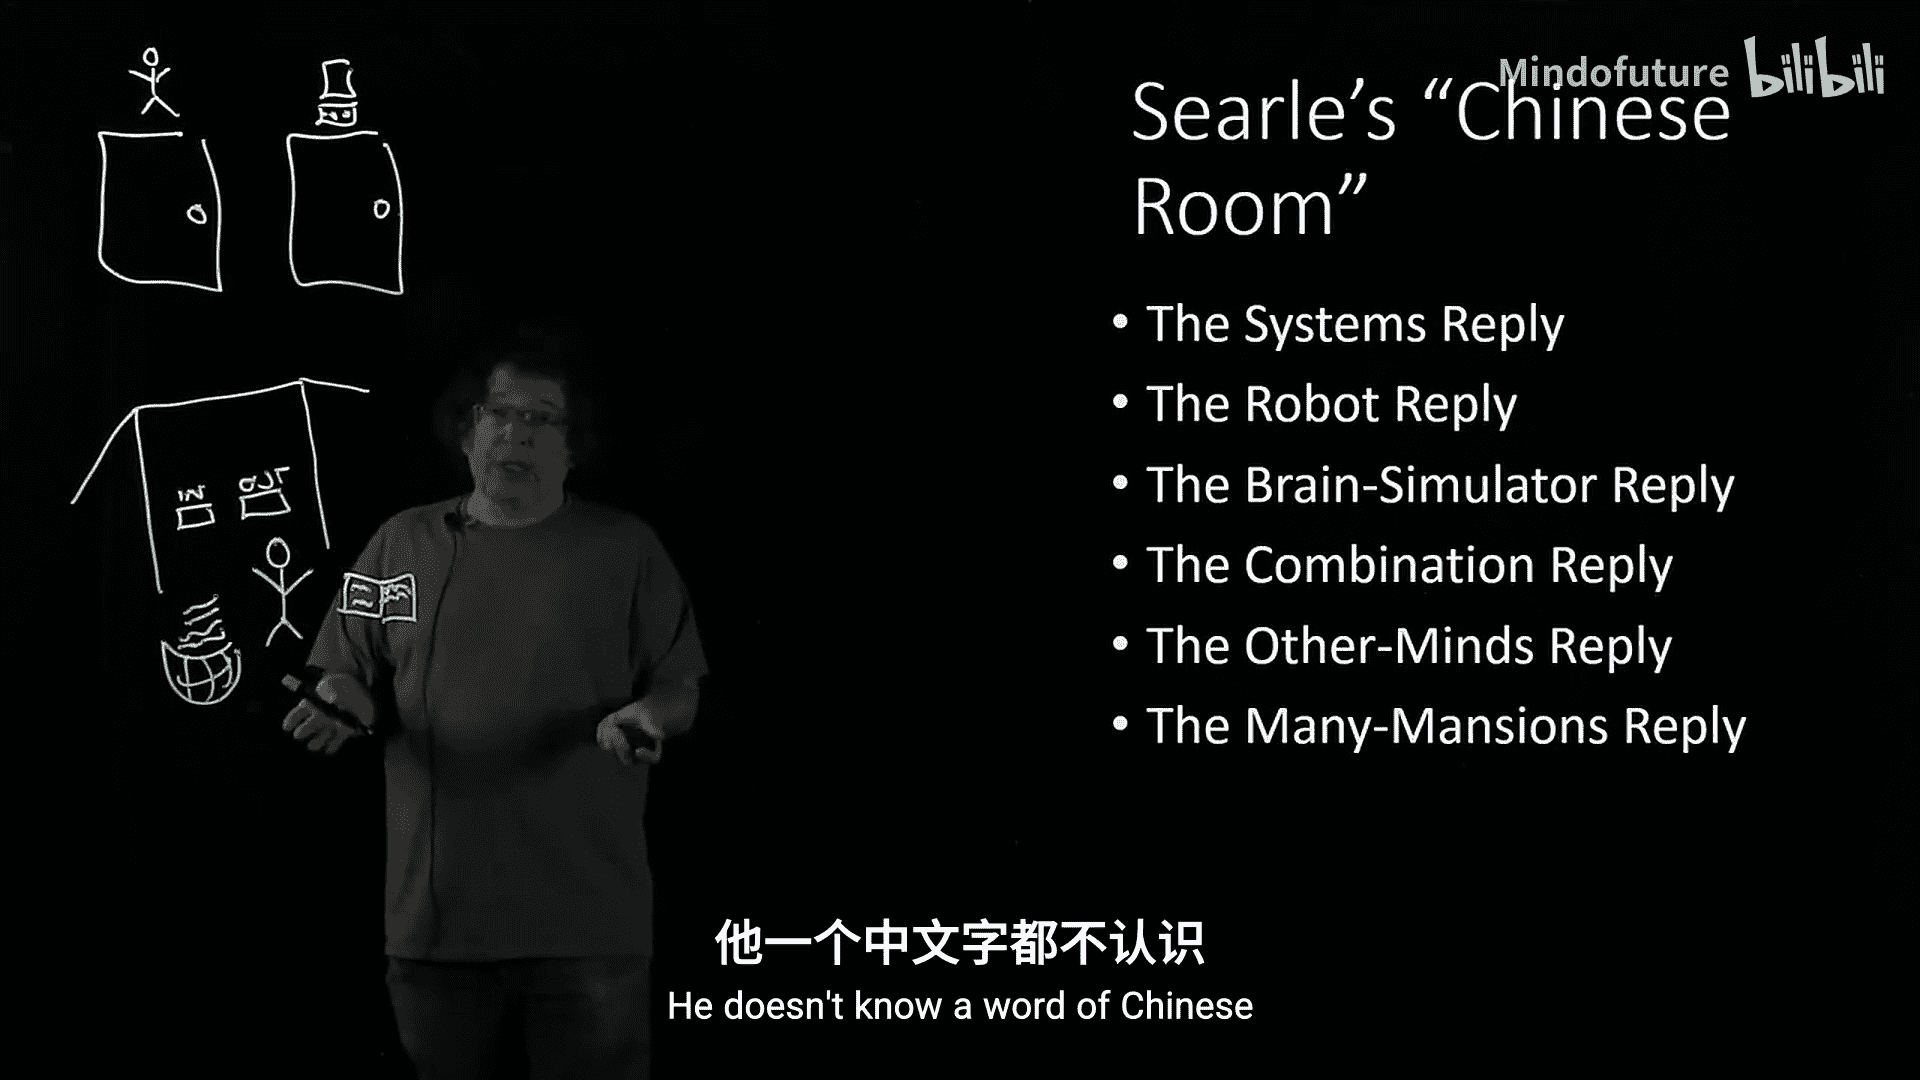 Mindofuture bilibili
Searle’s “Chinese
Room”
• The Systems Reply
• The Robot Reply
• The Brain-Simulator Reply
• The Combination Reply
• The Other-Minds Reply
• The Many-Mansions Reply
IN OUT
他一个中文字都不认识
He doesn't know a word of Chinese